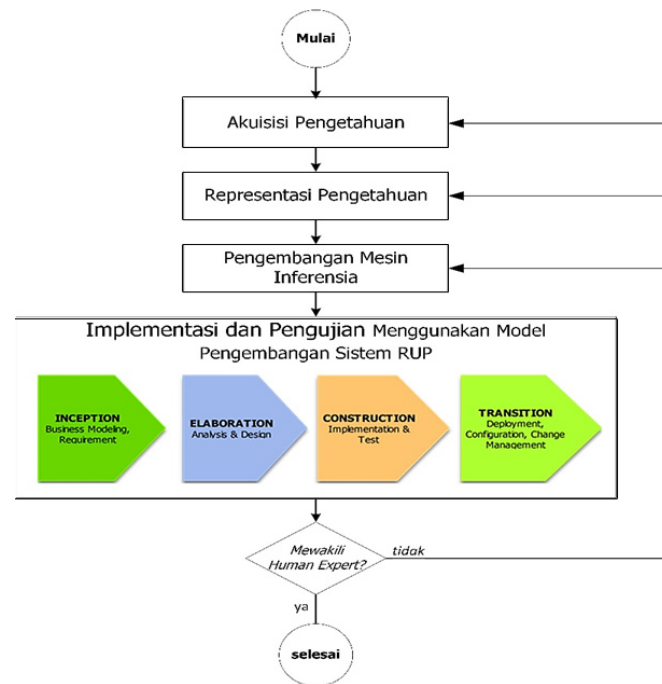 Mulai
Akuisisi Pengetahuan
Representasi Pengetahuan
Pengembangan Mesin
Inferensia
Implementasi dan Pengujian Menggunakan Model
Pengembangan Sistem RUP
INCEPTION
Business Modeling,
Requirement
ELABORATION
Analysis & Design
CONSTRUCTION
Implementation &
Test
TRANSITION
Deployment,
Configuration, Change
Management
Mewakili
Human Expert?
tidak
ya
selesai